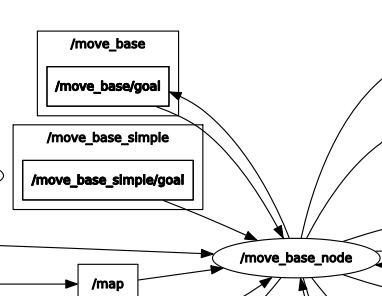 /move_base
/move_base/goal
/move_base_simple
/move_base_simple/goal
/move_base_node
/map